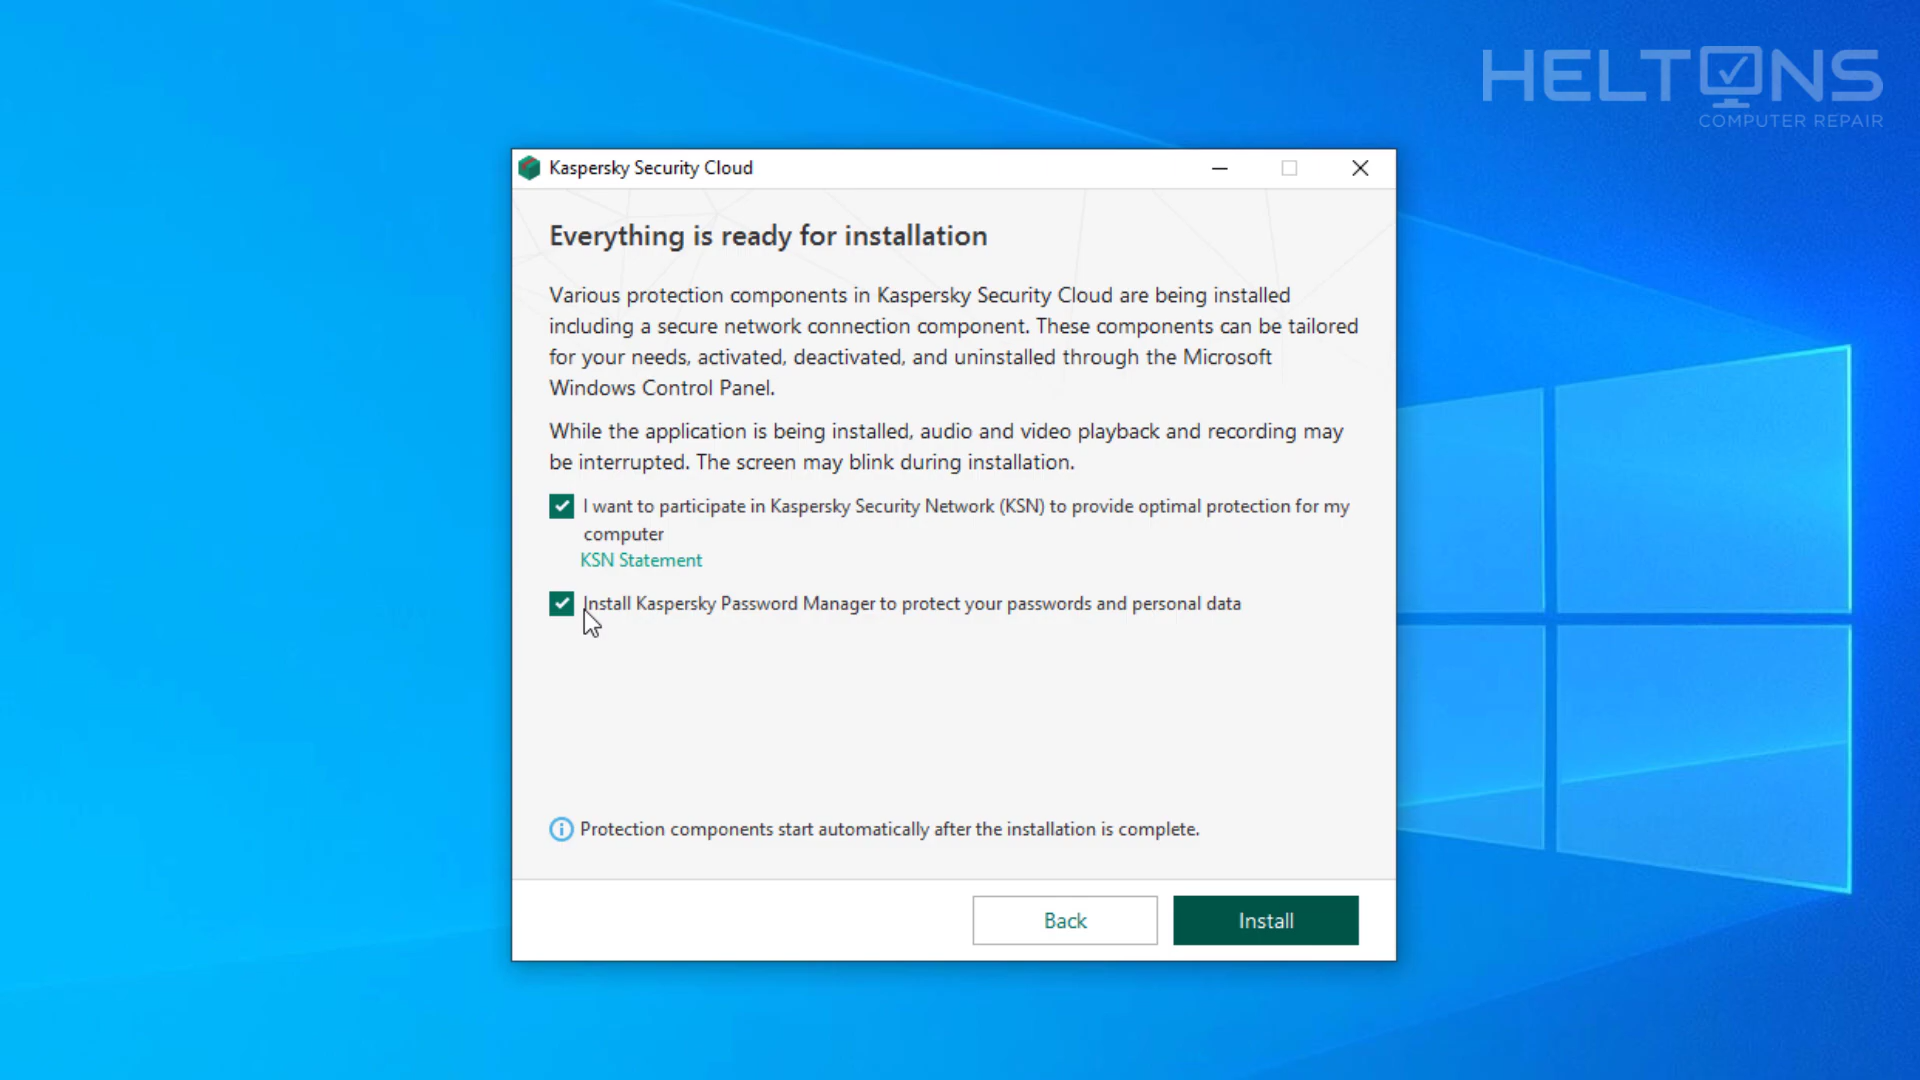 HELTONS
COMPUTER REPAIR
Kaspersky Security Cloud
Everything is ready for installation
Various protection components in Kaspersky Security Cloud are being installed
including a secure network connection component. These components can be tailored
for your needs, activated, deactivated, and uninstalled through the Microsoft
Windows Control Panel.
While the application is being installed, audio and video playback and recording may
be interrupted. The screen may blink during installation.
I want to participate in Kaspersky Security Network (KSN) to provide optimal protection for my
computer
KSN Statement
Install Kaspersky Password Manager to protect your passwords and personal data
Protection components start automatically after the installation is complete.
Back
Install